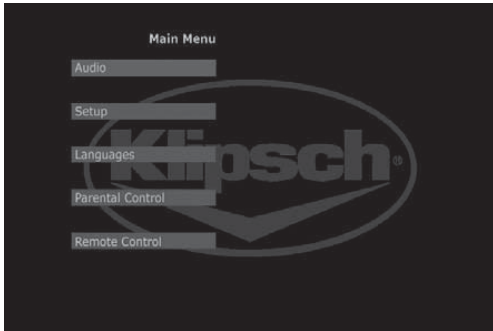 Main Menu
Audio
Setup
Languages
Parental Control
Remote Control
Klipsch®